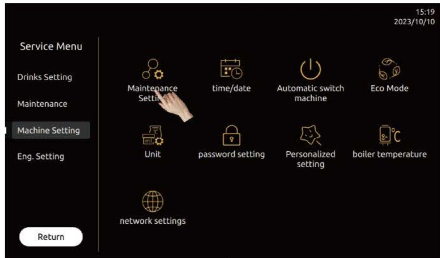 15:19
2023/10/10
Service Menu
Drinks Setting
Maintenance
Machine Setting
Eng. Setting
Return
Maintenance
Setting
time/date
Automatic switch
machine
Eco Mode
Unit
password setting
Personalized
setting
°C
boiler temperature
network settings